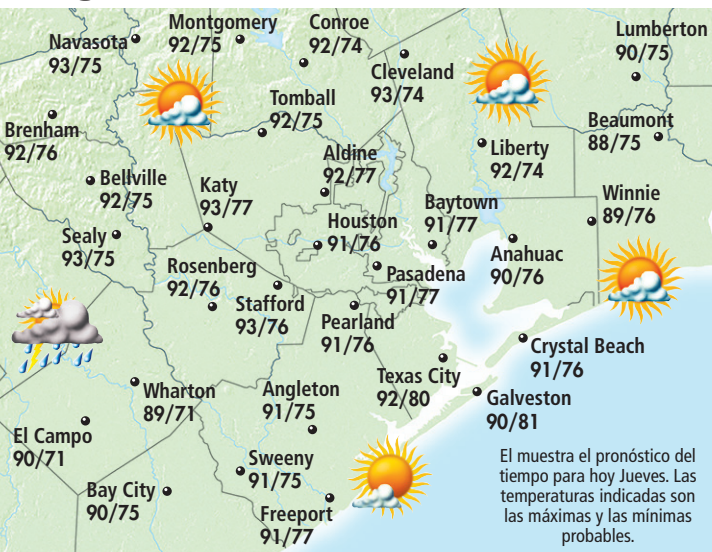 Montgomery
92/75
Conroe
92/74
Lumberton
90/75
Navasota
93/75
Cleveland
93/74
Tomball
92/75
Beaumont
88/75
Brenham
92/76
Liberty
92/74
Aldine
92/77
Bellville
92/75
Katy
93/77
Baytown
91/77
Winnie
89/76
Houston
91/76
Sealy
93/75
Anahuac
90/76
Rosenberg
92/76
Pasadena
91/77
Stafford
93/76
Pearland
91/76
Crystal Beach
91/76
Texas City
92/80
Wharton
89/71
Angleton
91/75
Galveston
90/81
El Campo
90/71
Sweeny
91/75
Bay City
90/75
Freeport
91/77
El muestra el pronóstico del
tiempo para hoy Jueves. Las
temperaturas indicadas son
las máximas y las mínimas
probables.